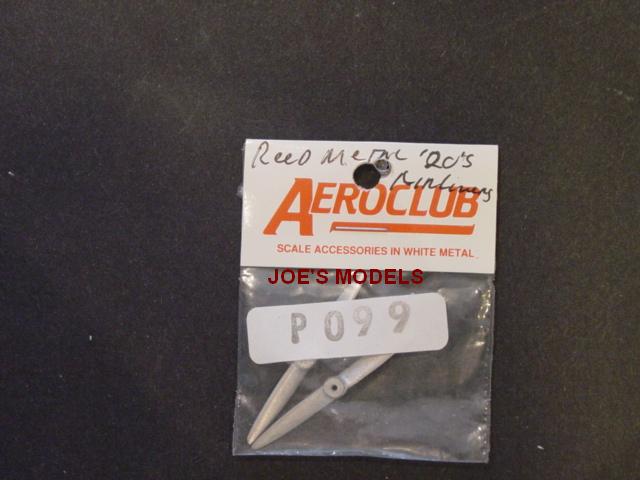 Reed Metal '20's
Airliners
AEROCLUB
SCALE ACCESSORIES IN WHITE METAL.
JOE'S MODELS
P099